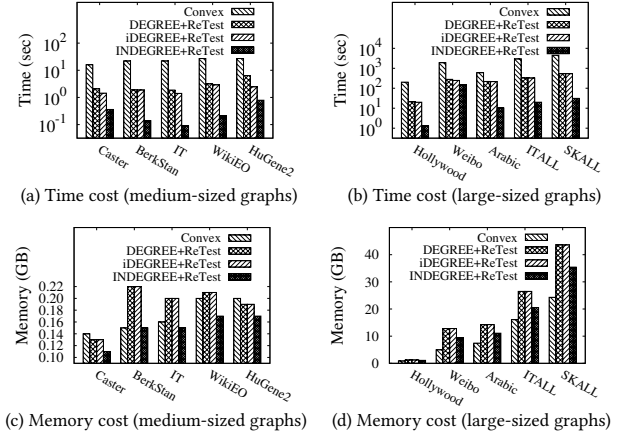 Convex
DEGREE+ReTest
iDEGREE+ReTest
INDEGREE+ReTest
Time (sec)
10^2
10^1
10^0
10^-1
Caster
BerkStan
IT
WikiEO
HuGene2
(a) Time cost (medium-sized graphs)
Convex
DEGREE+ReTest
iDEGREE+ReTest
INDEGREE+ReTest
Time (sec)
10^4
10^3
10^2
10^1
10^0
Hollywood
Weibo
Arabic
ITALL
SKALL
(b) Time cost (large-sized graphs)
Convex
DEGREE+ReTest
iDEGREE+ReTest
INDEGREE+ReTest
Memory (GB)
0.22
0.20
0.18
0.16
0.14
0.12
0.10
Caster
BerkStan
IT
WikiEO
HuGene2
(c) Memory cost (medium-sized graphs)
Convex
DEGREE+ReTest
iDEGREE+ReTest
INDEGREE+ReTest
Memory (GB)
40
30
20
10
0
Hollywood
Weibo
Arabic
ITALL
SKALL
(d) Memory cost (large-sized graphs)